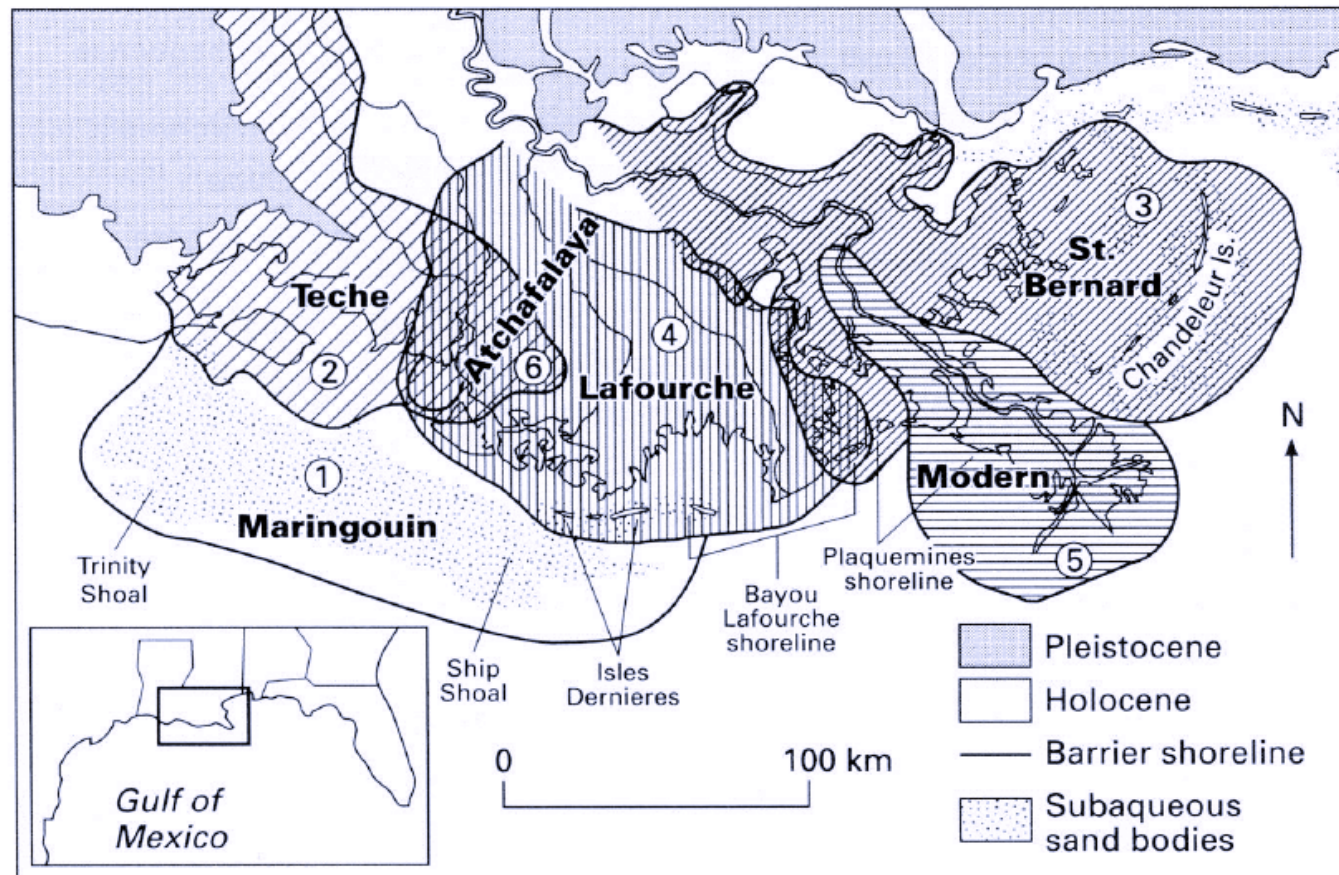 3
St.
Bernard
Chandeleur Is.
Teche
Atchafalaya
2
6
4
Lafourche
N
1
Maringouin
Modern
5
Trinity
Shoal
Ship
Shoal
Isles
Dernieres
Bayou
Lafourche
shoreline
Plaquemines
shoreline
Pleistocene
Holocene
Barrier shoreline
Subaqueous
sand bodies
0
100 km
Gulf of
Mexico